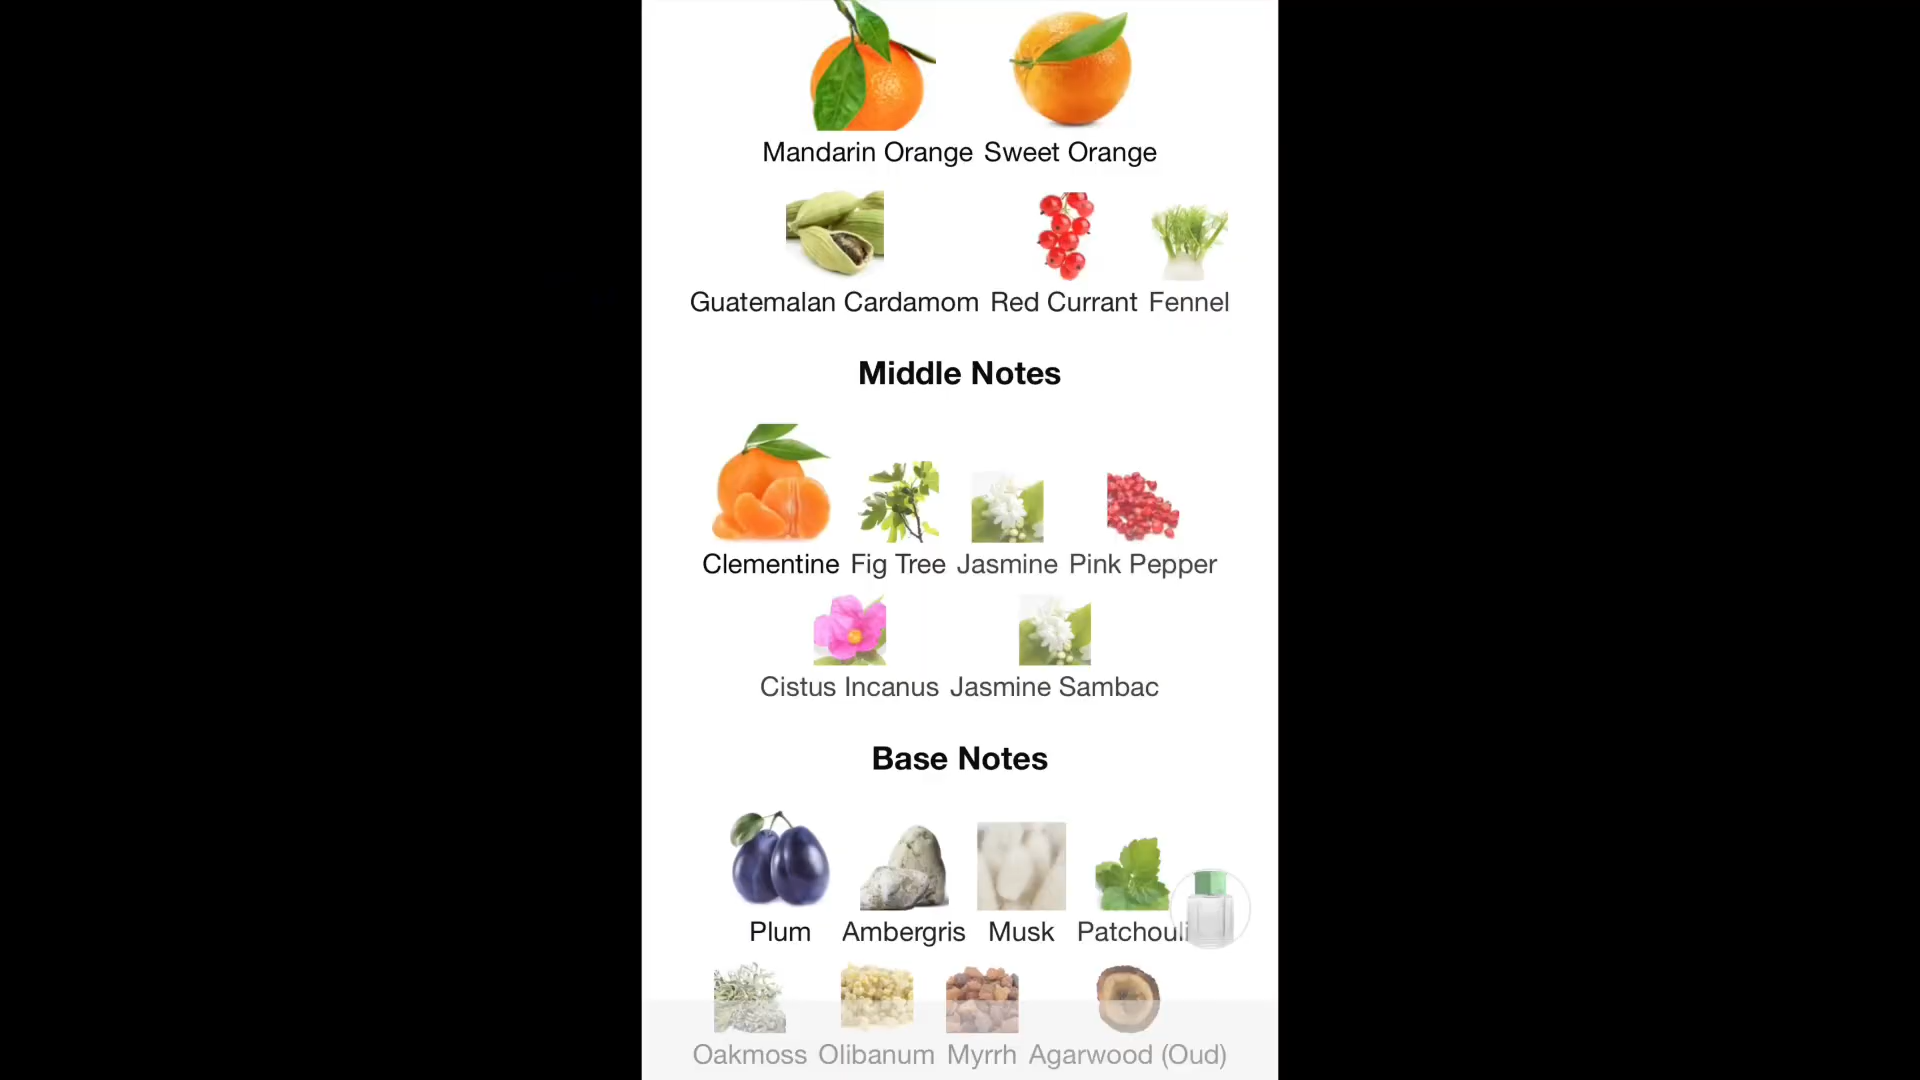 Mandarin Orange Sweet Orange
Guatemalan Cardamom Red Currant Fennel
Middle Notes
Clementine Fig Tree Jasmine Pink Pepper
Cistus Incanus Jasmine Sambac
Base Notes
Plum Ambergris Musk Patchouli
Oakmoss Olibanum Myrrh Agarwood (Oud)